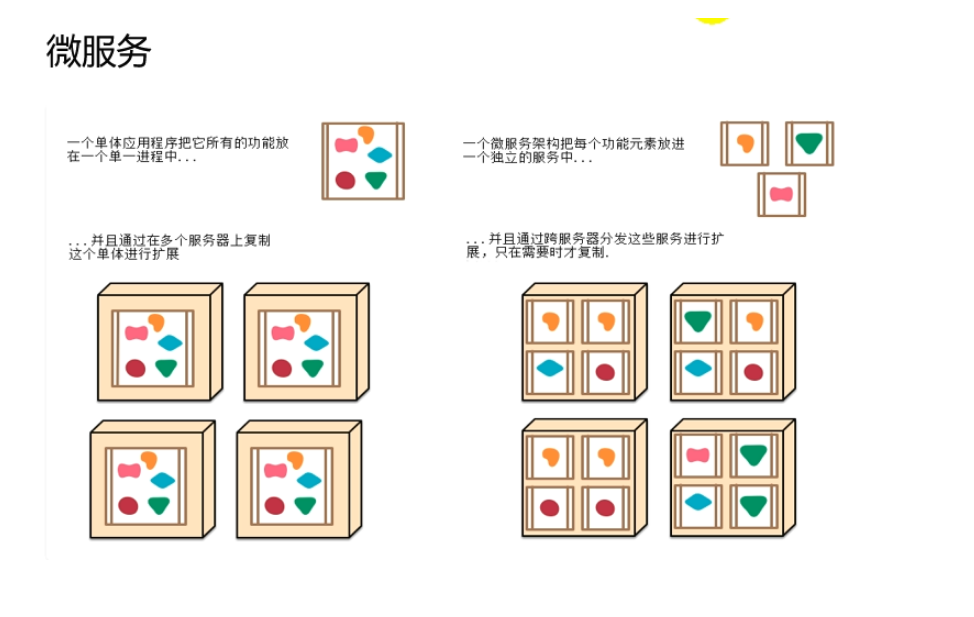 微服务
一个单体应用程序把它所有的功能放
在一个单一进程中...
一个微服务架构把每个功能元素放进
一个独立的服务中...
...并且通过在多个服务器上复制
这个单体进行扩展
...并且通过跨服务器分发这些服务进行扩
展，只在需要时才复制.